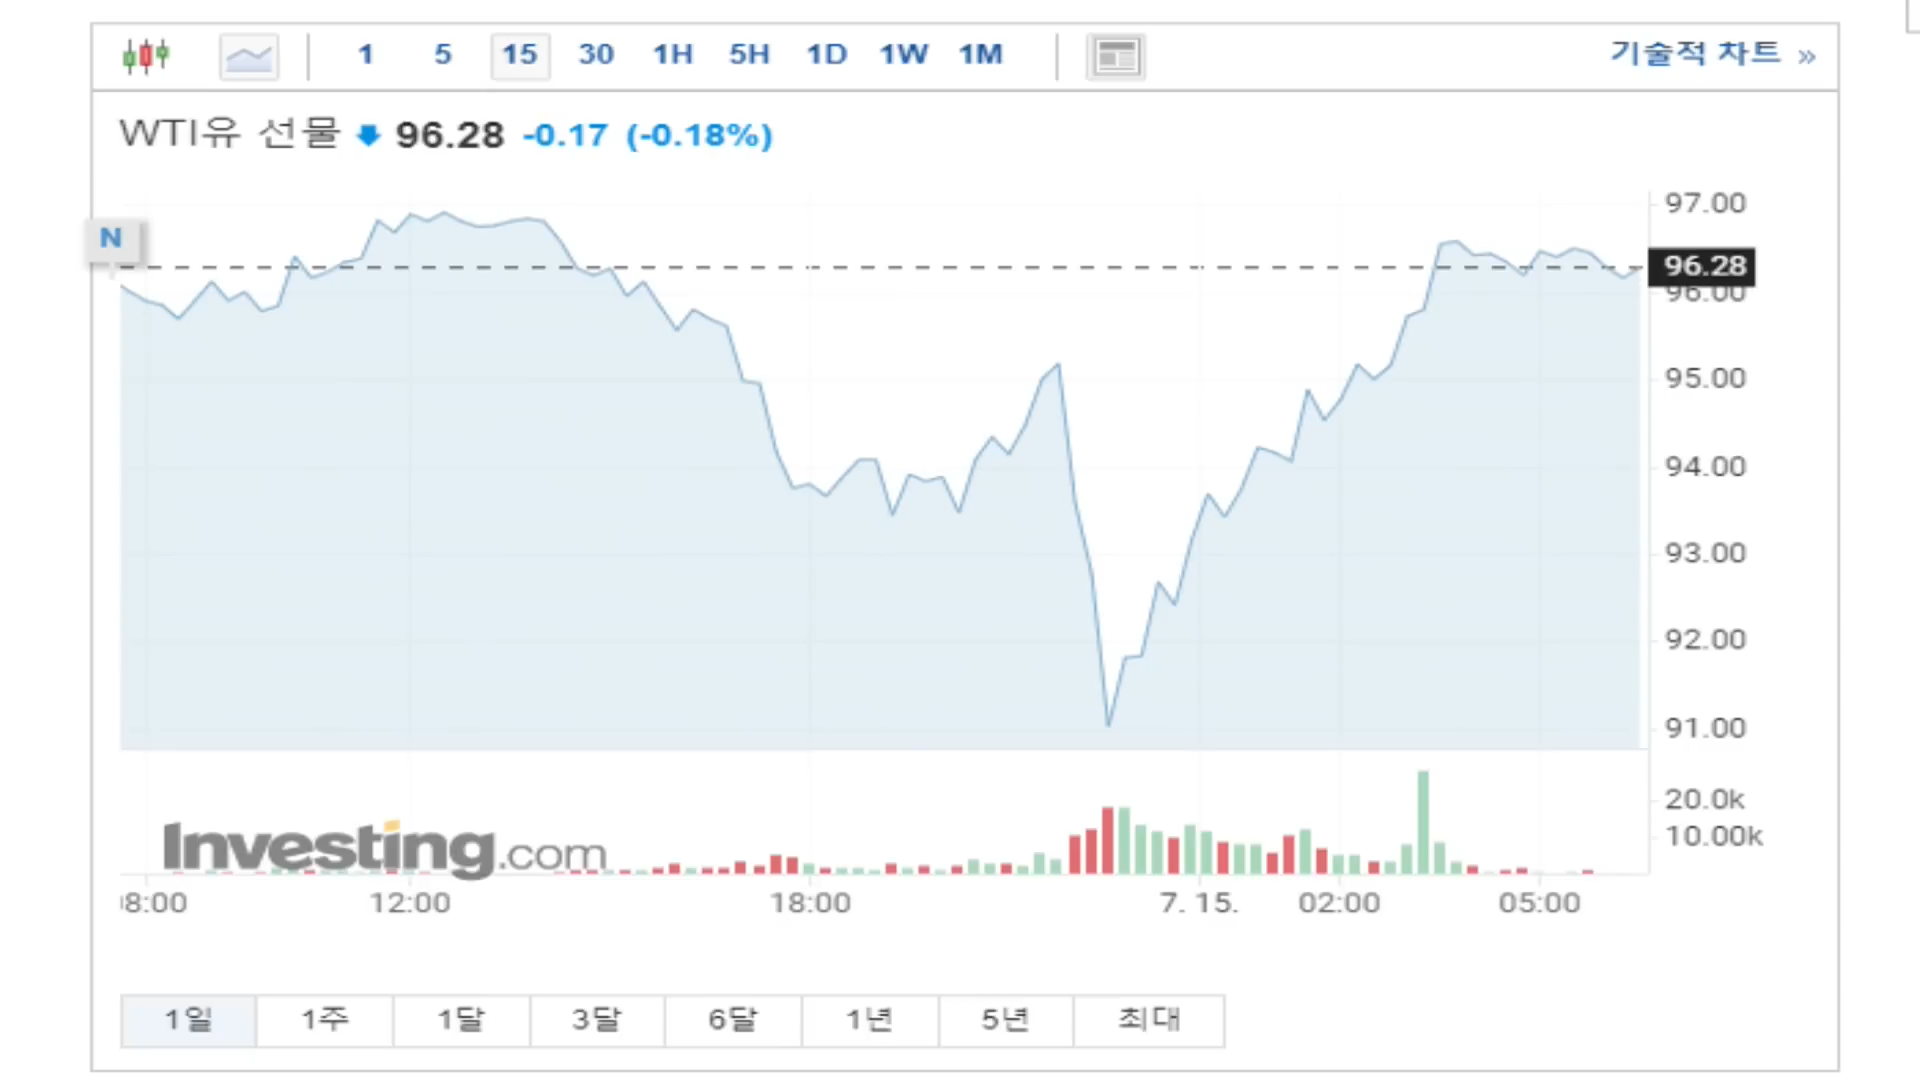 1 5 15 30 1H 5H 1D 1W 1M 기술적 차트 »
WTI유 선물 96.28 -0.17 (-0.18%)
N
97.00
96.28
96.00
95.00
94.00
93.00
92.00
91.00
20.0k
10.00k
Investing.com
08:00 12:00 18:00 7. 15. 02:00 05:00
1일 1주 1달 3달 6달 1년 5년 최대